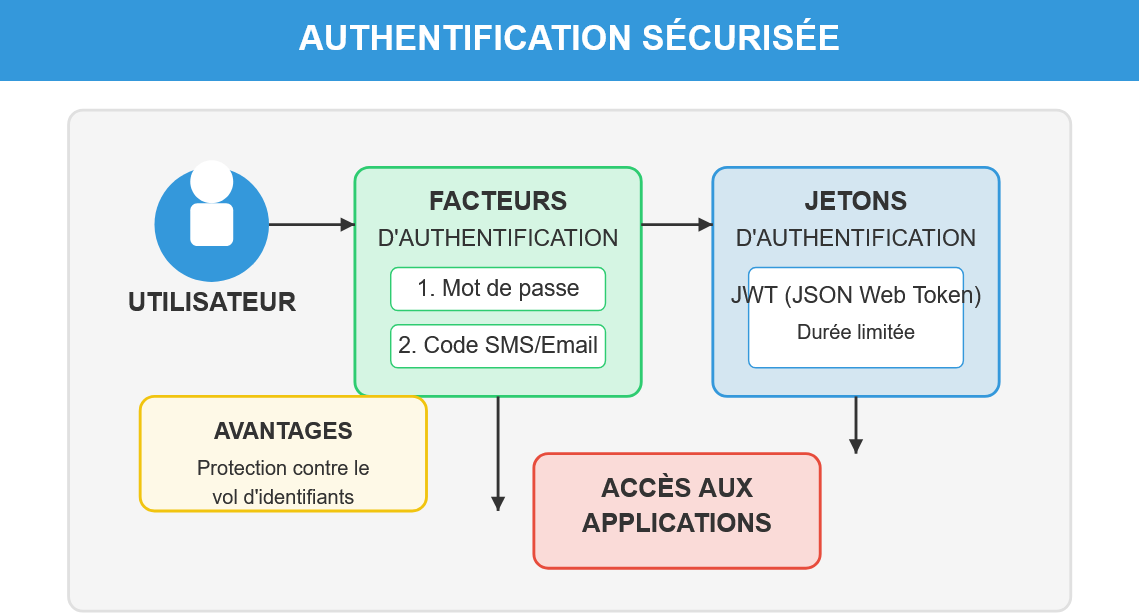 AUTHENTIFICATION SÉCURISÉE
UTILISATEUR
FACTEURS
D'AUTHENTIFICATION
1. Mot de passe
2. Code SMS/Email
JETONS
D'AUTHENTIFICATION
JWT (JSON Web Token)
Durée limitée
AVANTAGES
Protection contre le
vol d'identifiants
ACCÈS AUX
APPLICATIONS